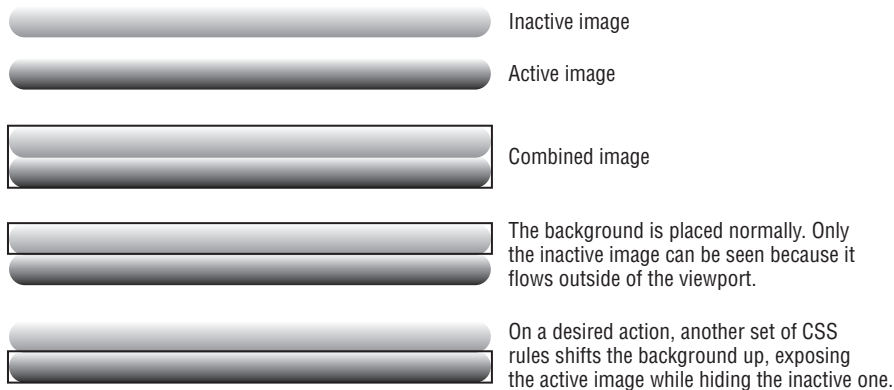 Inactive image
Active image
Combined image
The background is placed normally. Only
the inactive image can be seen because it
flows outside of the viewport.
On a desired action, another set of CSS
rules shifts the background up, exposing
the active image while hiding the inactive one.